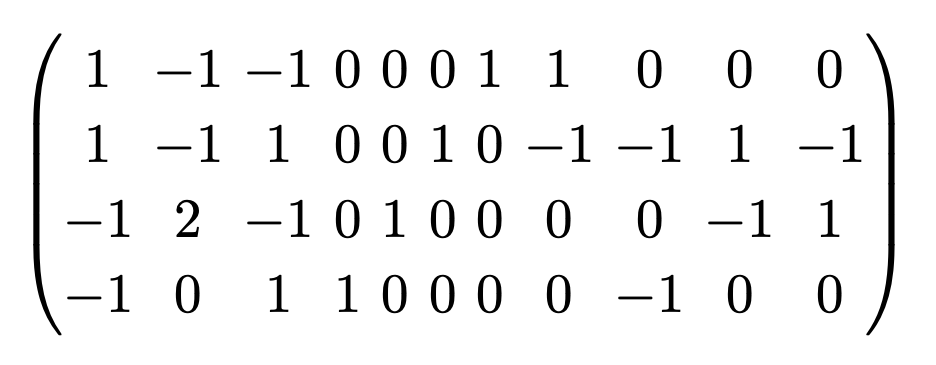 1 −1 −1 0 0 0 1 1 0 0 0
1 −1 1 0 0 1 0 −1 −1 1 −1
−1 2 −1 0 1 0 0 0 0 −1 1
−1 0 1 1 0 0 0 0 −1 0 0